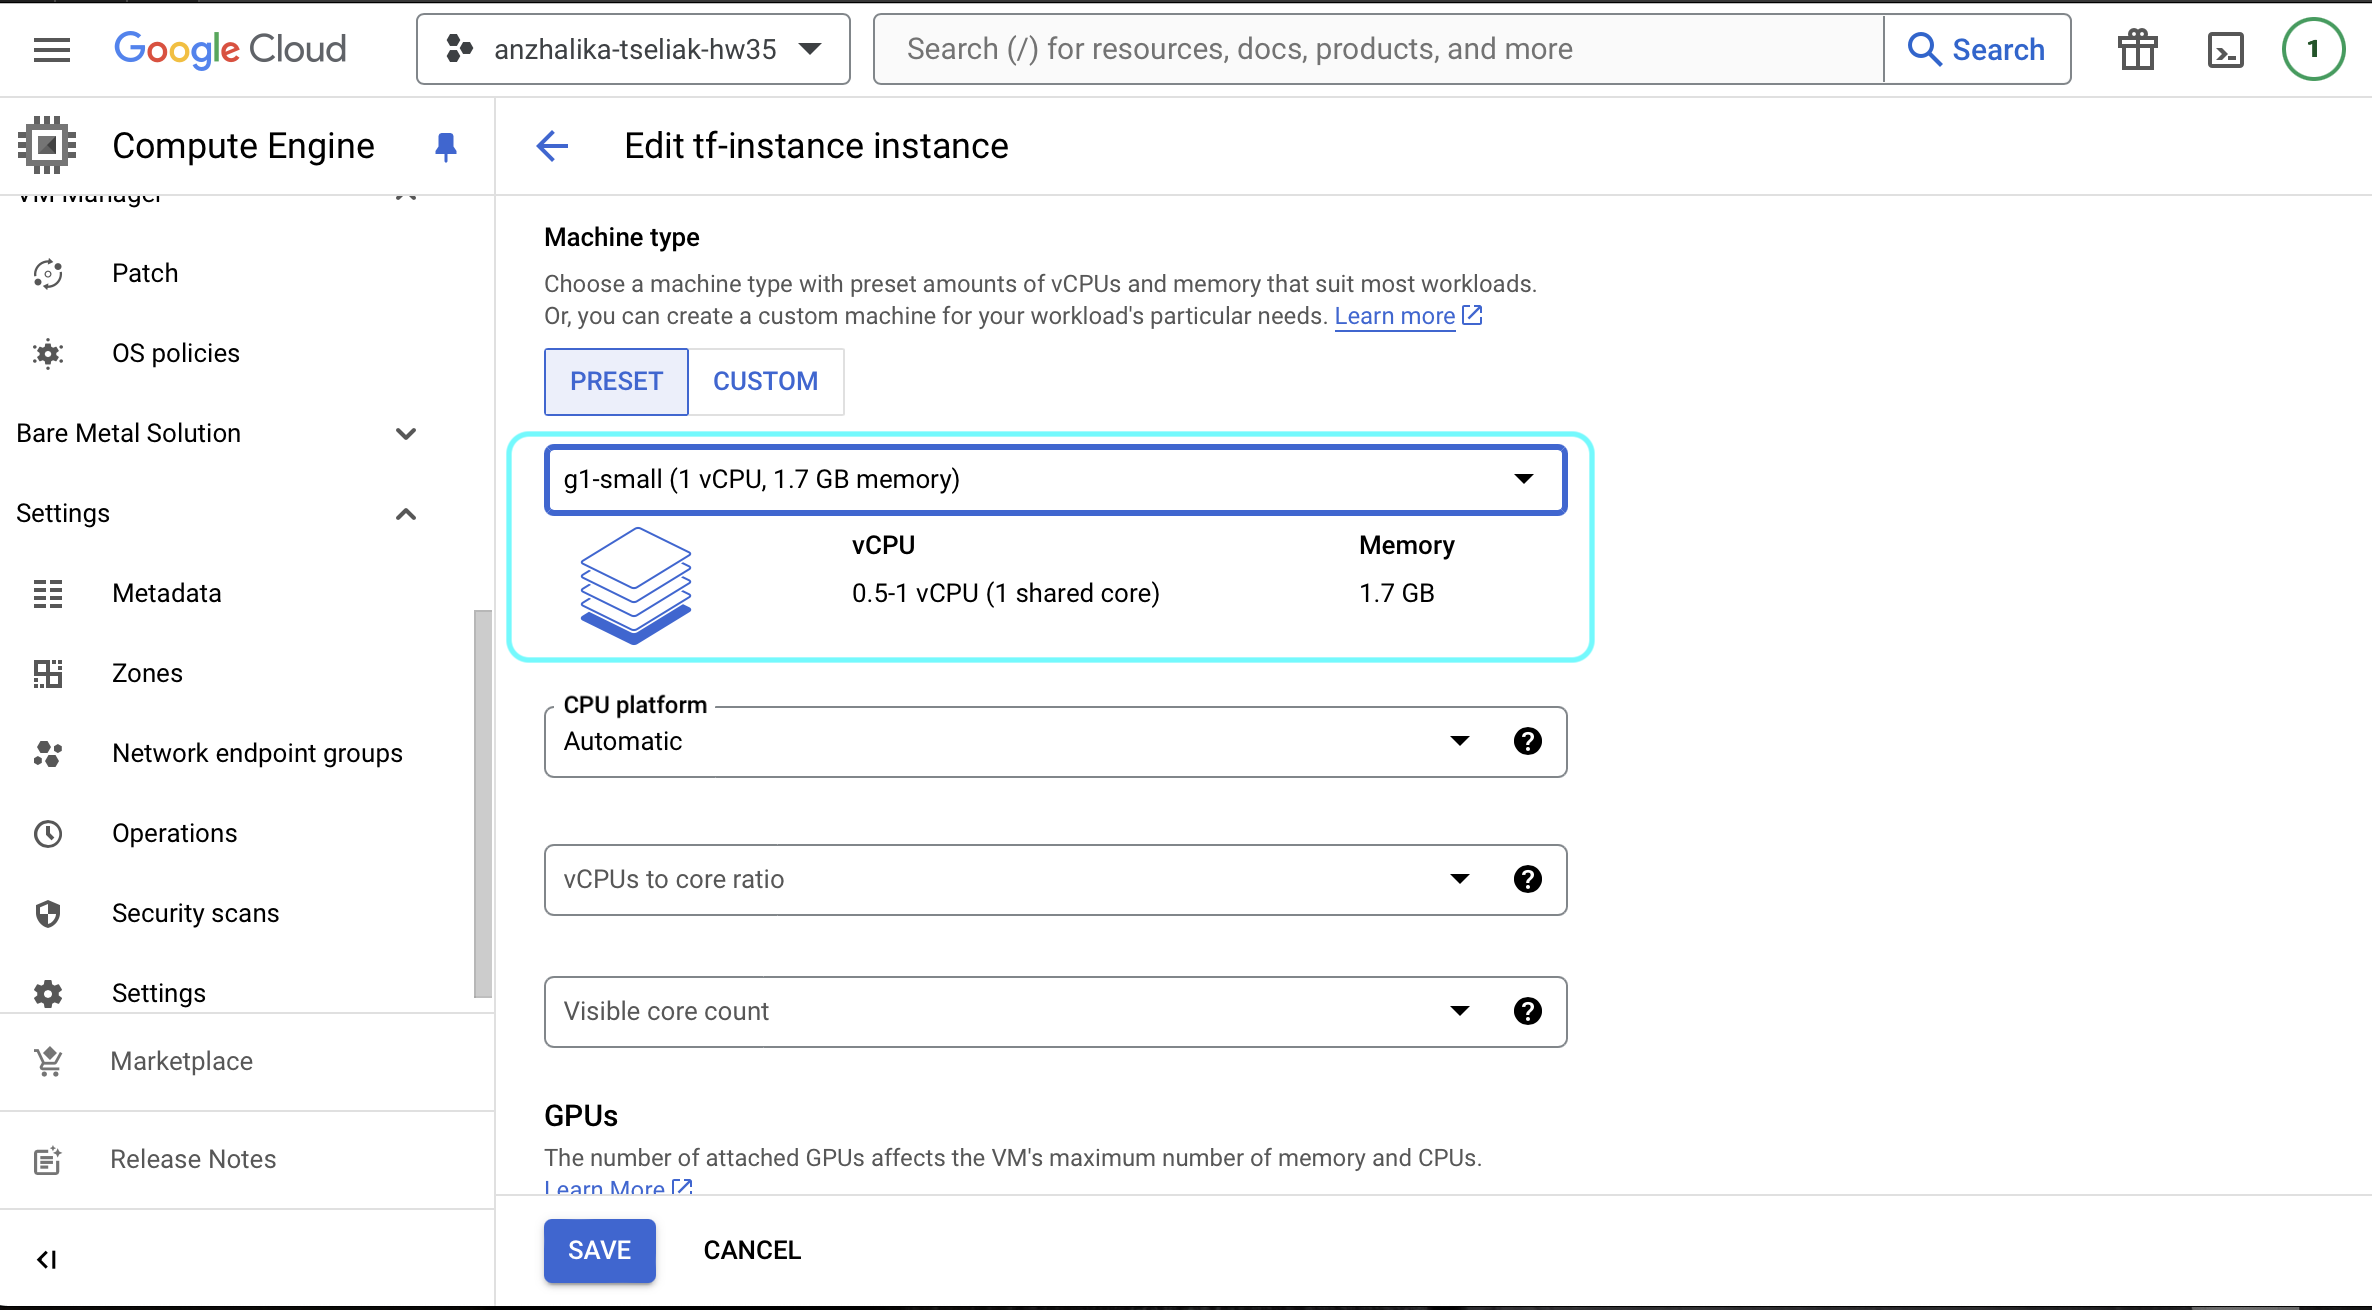 Google Cloud
anzhalika-tseliak-hw35
Search (/) for resources, docs, products, and more
Search
1
Compute Engine
Edit tf-instance instance
VM Manager
Patch
OS policies
Bare Metal Solution
Settings
Metadata
Zones
Network endpoint groups
Operations
Security scans
Settings
Marketplace
Release Notes
Machine type
Choose a machine type with preset amounts of vCPUs and memory that suit most workloads.
Or, you can create a custom machine for your workload's particular needs. Learn more
PRESET CUSTOM
g1-small (1 vCPU, 1.7 GB memory)
vCPU Memory
0.5-1 vCPU (1 shared core) 1.7 GB
CPU platform
Automatic
vCPUs to core ratio
Visible core count
GPUs
The number of attached GPUs affects the VM's maximum number of memory and CPUs.
Learn More
SAVE CANCEL